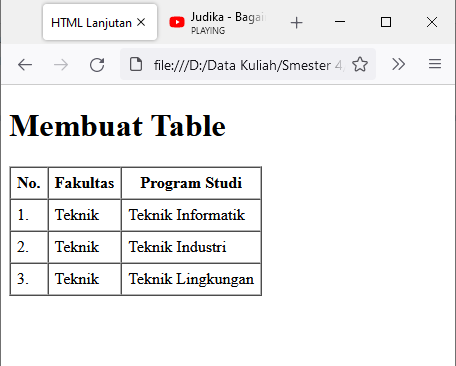 HTML Lanjutan
Judika - Bagai
PLAYING
file:///D:/Data Kuliah/Smester 4
Membuat Table
No. Fakultas Program Studi
1. Teknik Teknik Informatik
2. Teknik Teknik Industri
3. Teknik Teknik Lingkungan